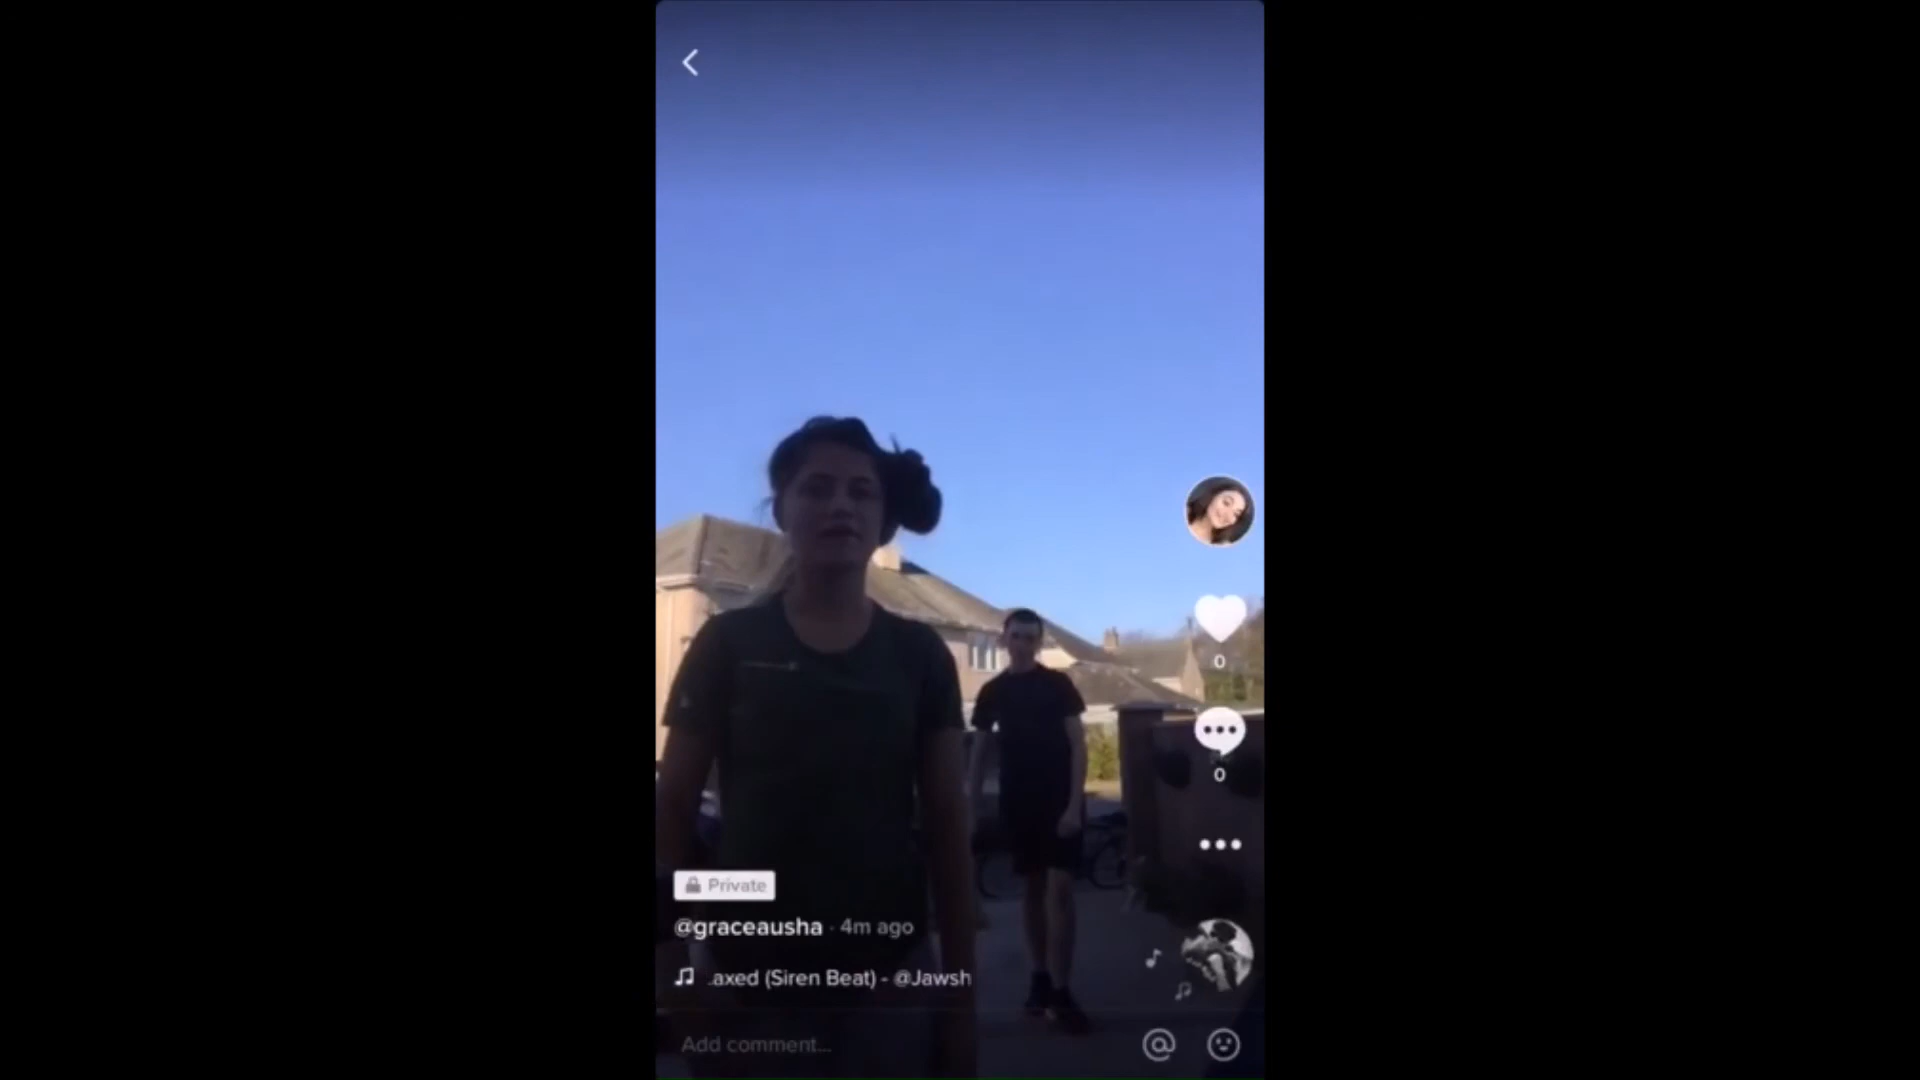 Private
@graceausha · 4m ago
.axed (Siren Beat) - @Jawsh
0
0
Add comment...